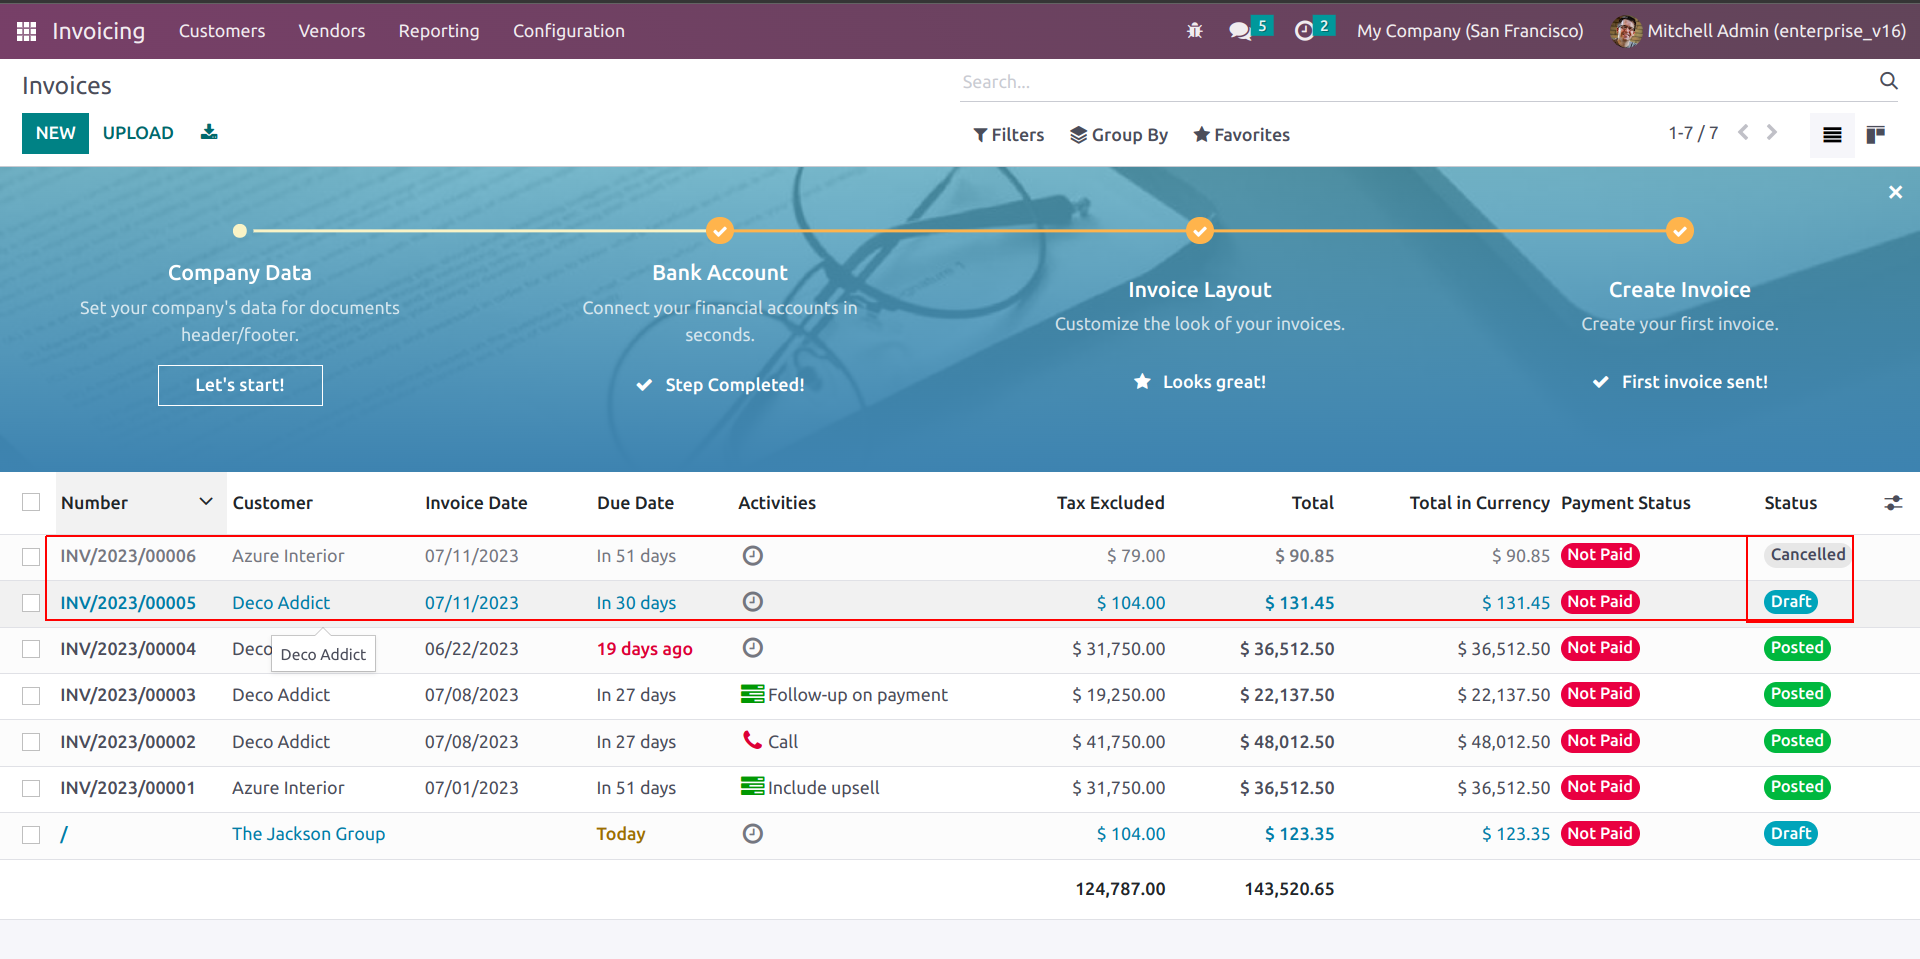 Invoicing Customers Vendors Reporting Configuration 5 2 My Company (San Francisco) Mitchell Admin (enterprise_v16)
Invoices
Search...
NEW UPLOAD
Filters Group By Favorites 1-7 / 7
Company Data
Set your company's data for documents
header/footer.
Let's start!
Bank Account
Connect your financial accounts in
seconds.
Step Completed!
Invoice Layout
Customize the look of your invoices.
Looks great!
Create Invoice
Create your first invoice.
First invoice sent!
Number Customer Invoice Date Due Date Activities Tax Excluded Total Total in Currency Payment Status Status
INV/2023/00006 Azure Interior 07/11/2023 In 51 days $ 79.00 $ 90.85 $ 90.85 Not Paid Cancelled
INV/2023/00005 Deco Addict 07/11/2023 In 30 days $ 104.00 $ 131.45 $ 131.45 Not Paid Draft
INV/2023/00004 Deco 06/22/2023 19 days ago $ 31,750.00 $ 36,512.50 $ 36,512.50 Not Paid Posted
Deco Addict
INV/2023/00003 Deco Addict 07/08/2023 In 27 days Follow-up on payment $ 19,250.00 $ 22,137.50 $ 22,137.50 Not Paid Posted
INV/2023/00002 Deco Addict 07/08/2023 In 27 days Call $ 41,750.00 $ 48,012.50 $ 48,012.50 Not Paid Posted
INV/2023/00001 Azure Interior 07/01/2023 In 51 days Include upsell $ 31,750.00 $ 36,512.50 $ 36,512.50 Not Paid Posted
/ The Jackson Group Today $ 104.00 $ 123.35 $ 123.35 Not Paid Draft
124,787.00 143,520.65